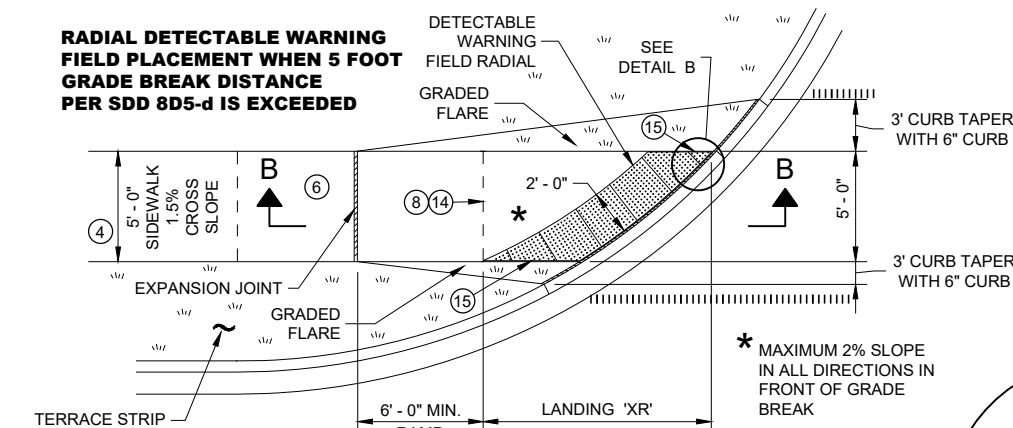 RADIAL DETECTABLE WARNING
FIELD PLACEMENT WHEN 5 FOOT
GRADE BREAK DISTANCE
PER SDD 8D5-d IS EXCEEDED
DETECTABLE
WARNING
FIELD RADIAL
GRADED
FLARE
SEE
DETAIL B
15
3' CURB TAPER
WITH 6" CURB
B
6
8 14
2' - 0"
*
B
5' - 0"
4
5' - 0"
SIDEWALK
1.5%
CROSS
SLOPE
EXPANSION JOINT
GRADED
FLARE
15
3' CURB TAPER
WITH 6" CURB
* MAXIMUM 2% SLOPE
IN ALL DIRECTIONS IN
FRONT OF GRADE
BREAK
TERRACE STRIP
6' - 0" MIN.
RAMP
LANDING 'XR'